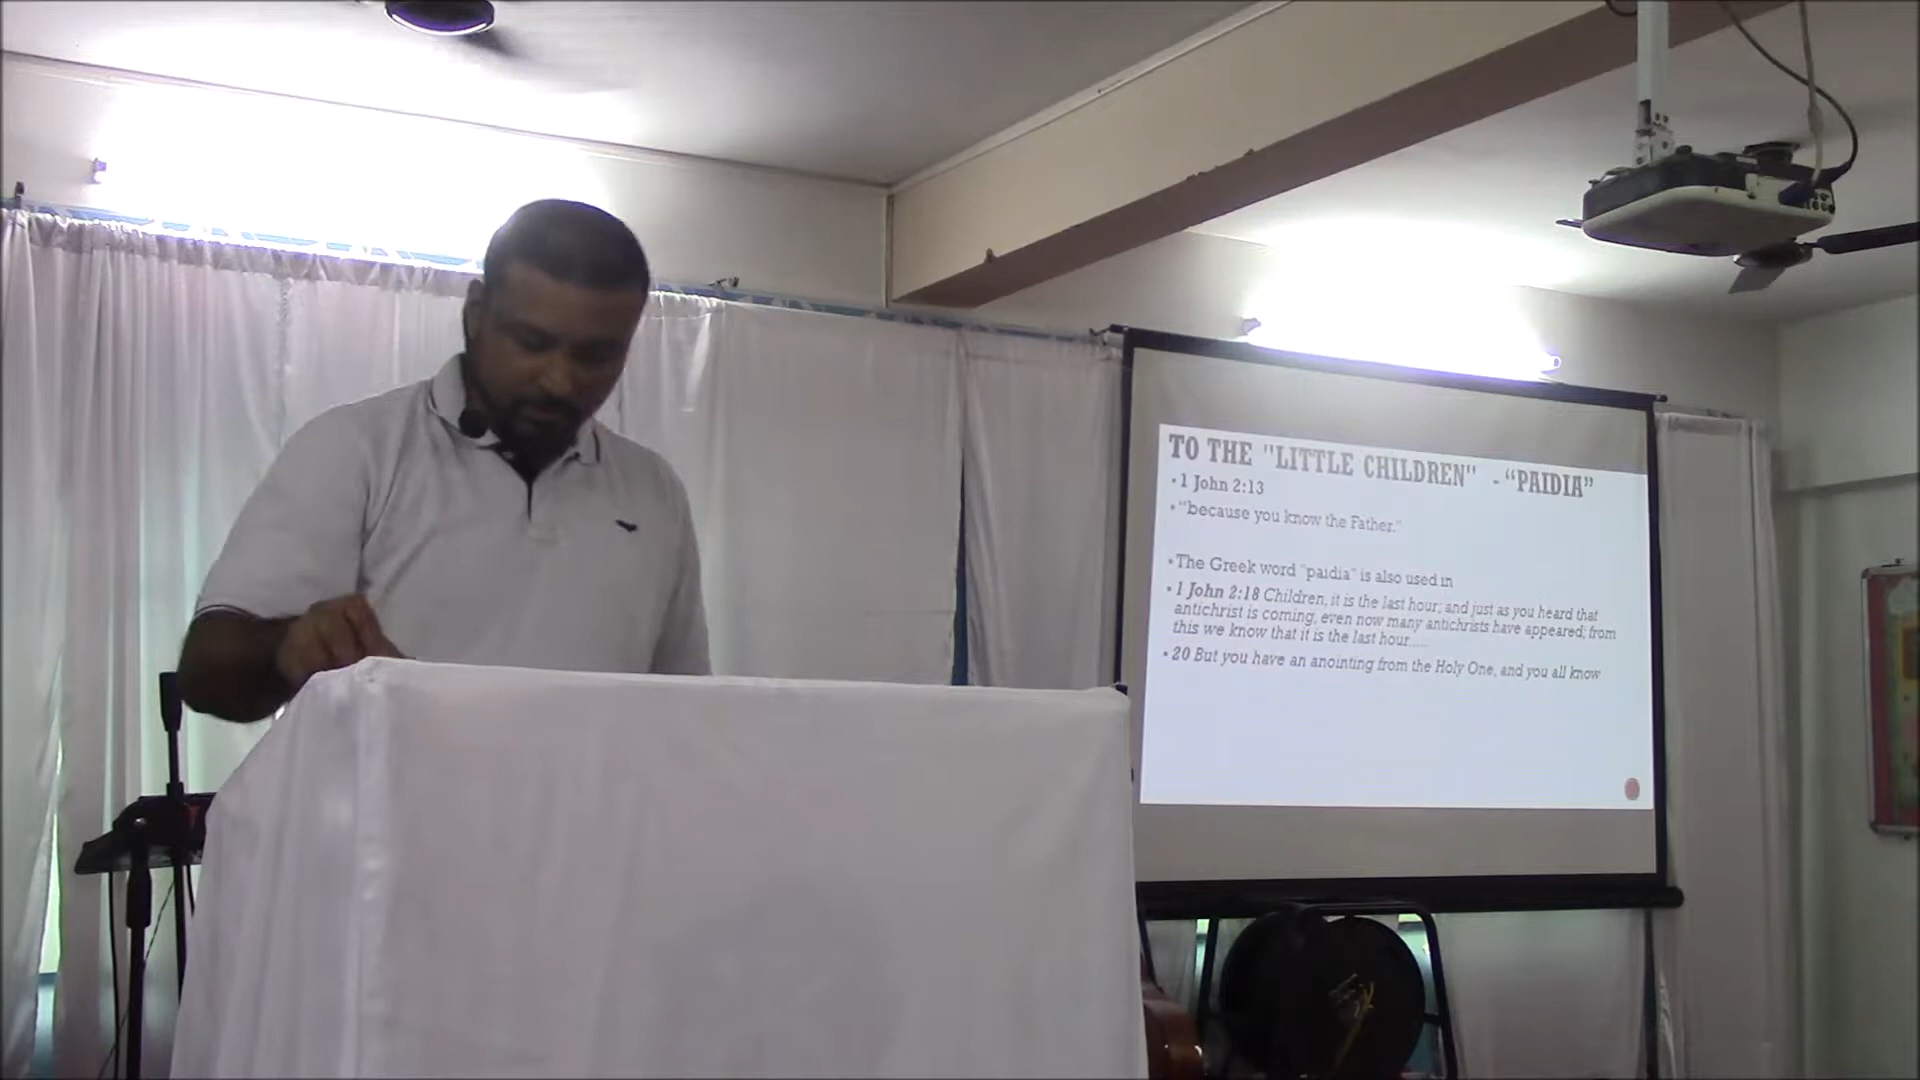 TO THE "LITTLE CHILDREN" - “PAIDIA”
• 1 John 2:13
• “because you know the Father.”
• The Greek word "paidia" is also used in
• 1 John 2:18 Children, it is the last hour; and just as you heard that
antichrist is coming, even now many antichrists have appeared; from
this we know that it is the last hour......
• 20 But you have an anointing from the Holy One, and you all know